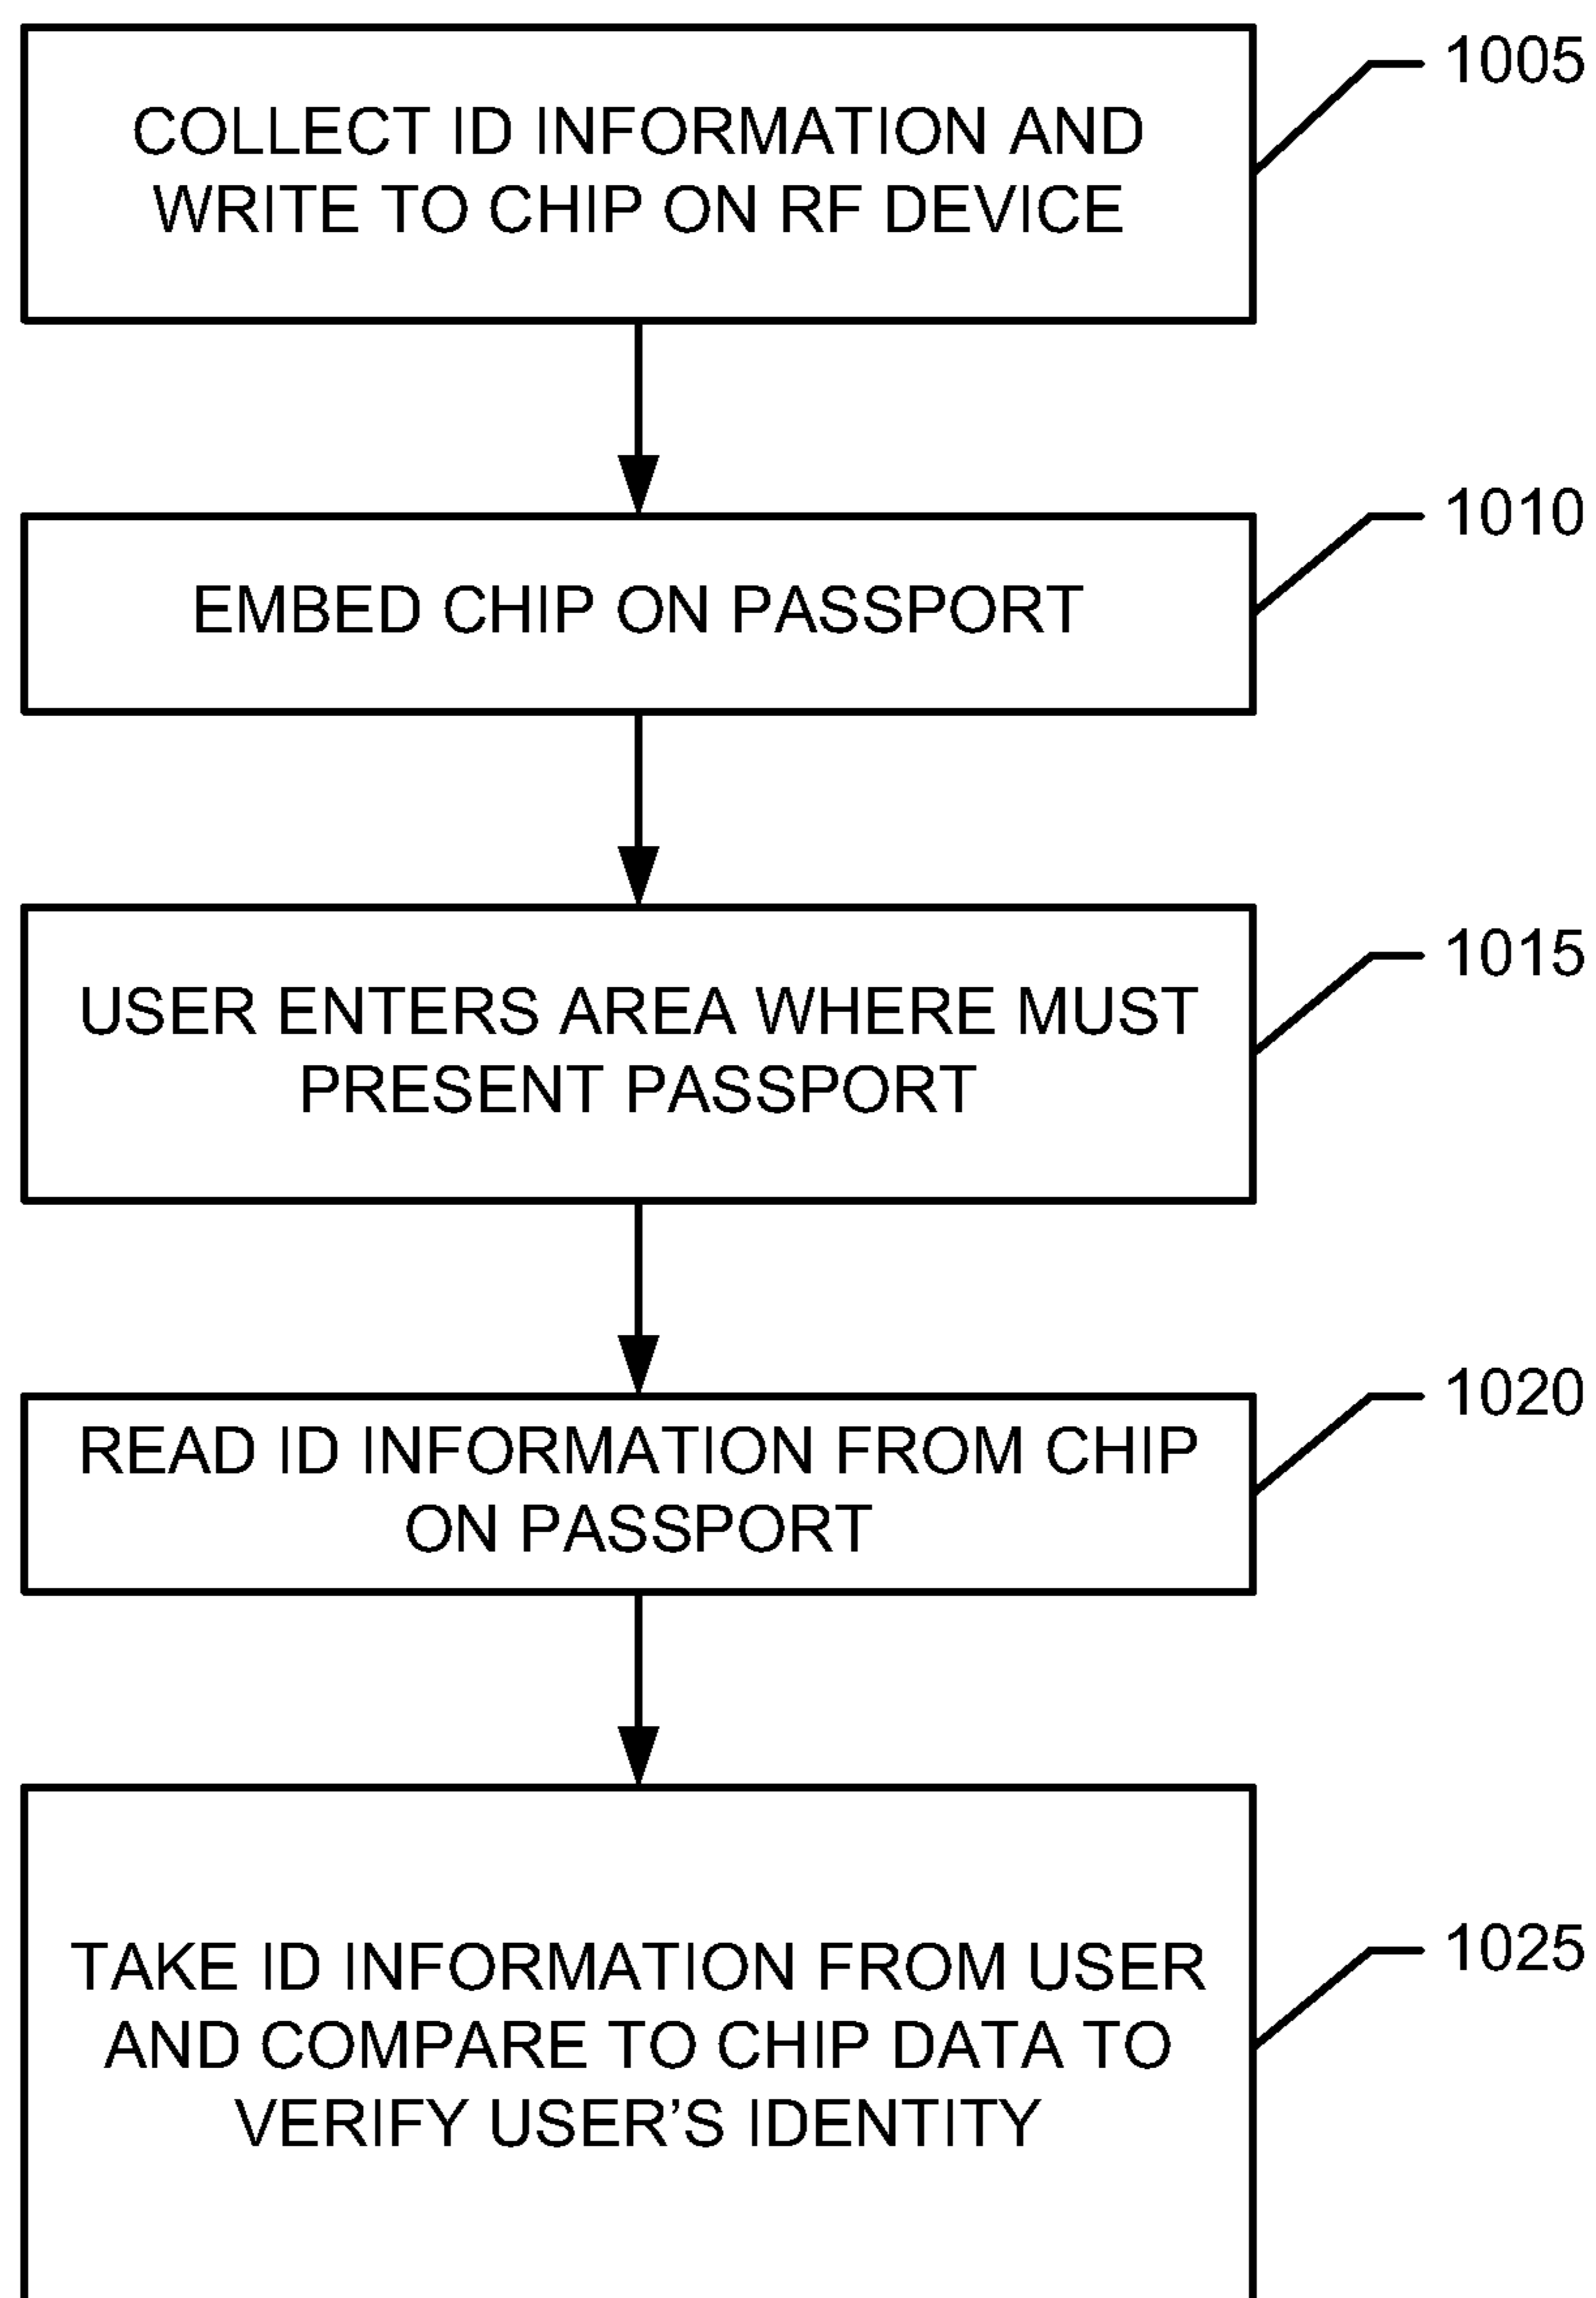 COLLECT ID INFORMATION AND
WRITE TO CHIP ON RF DEVICE
1005
EMBED CHIP ON PASSPORT
1010
USER ENTERS AREA WHERE MUST
PRESENT PASSPORT
1015
READ ID INFORMATION FROM CHIP
ON PASSPORT
1020
TAKE ID INFORMATION FROM USER
AND COMPARE TO CHIP DATA TO
VERIFY USER’S IDENTITY
1025